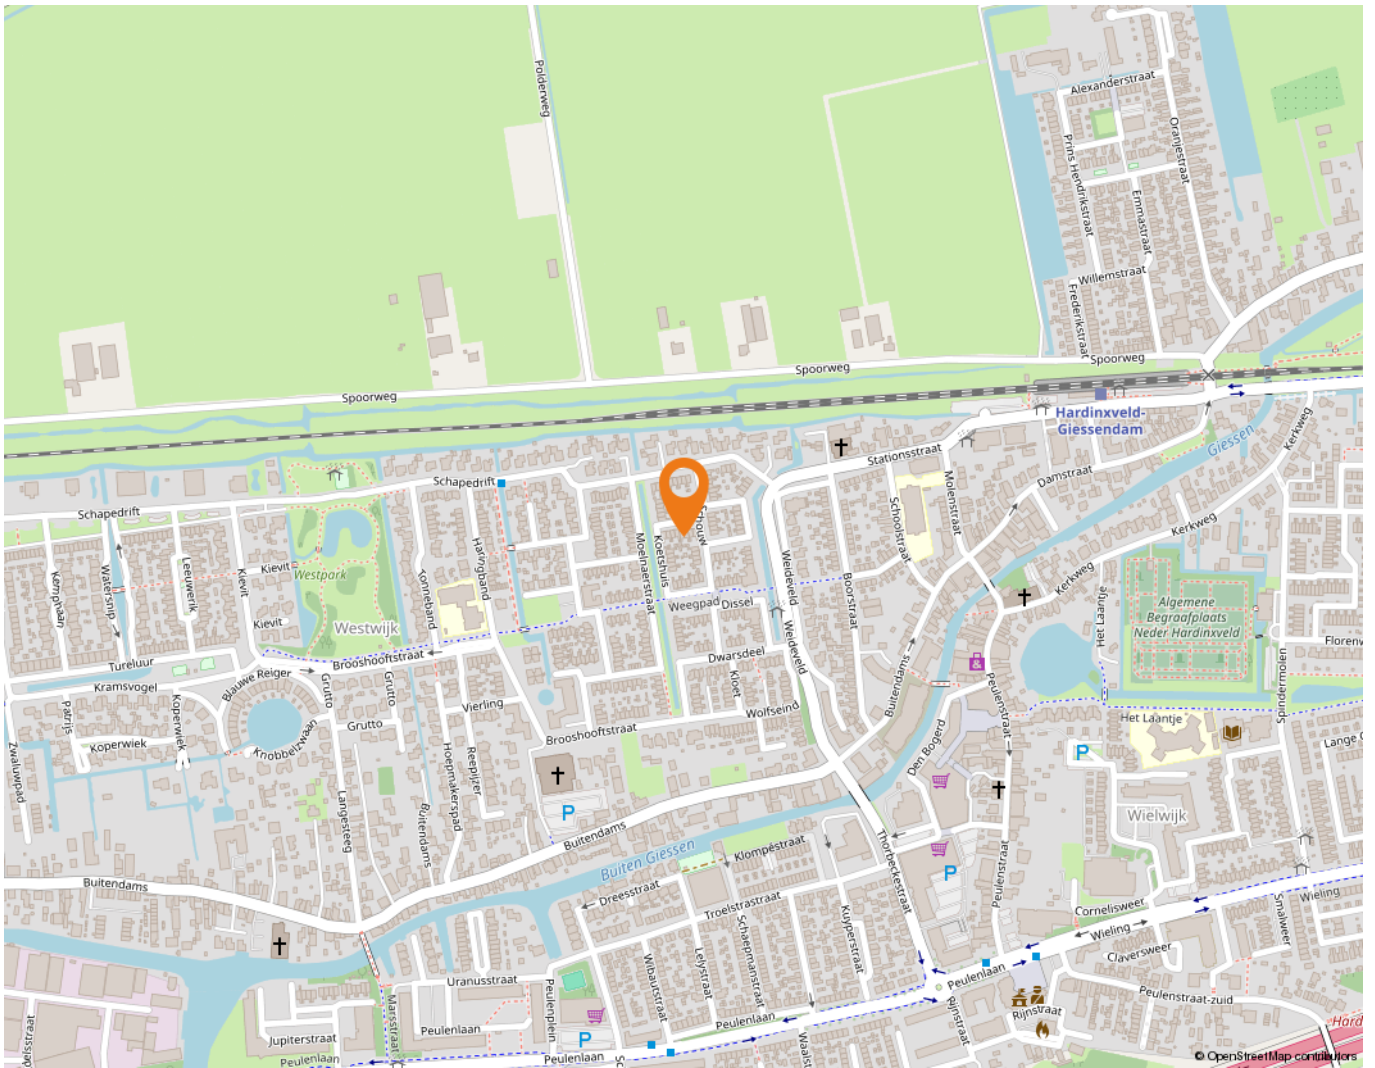 Polderweg
Alexanderstraat
Oranjestraat
Prins Hendrikstraat
Emmastraat
Willemstraat
Frederikstraat
Spoorweg
Spoorweg
Spoorweg
Hardinxveld-
Giessendam
Giessen
Kerkweg
Stationsstraat
Damstraat
Molenstraat
Schoolstraat
Schapedrift
Schapedrift
Kerkweg
Kerkweg
Schouw
Koetshuis
Moelnaerstraat
Weideveld
Boorstraat
Weegpad
Dissel
Kemphaan
Watersnip
Leeuwerik
Kievit
Kievit
Kievit
Westpark
Westwijk
Tonneband
Haringband
Het Laantje
Algemene
Begraafplaats
Neder Hardinxveld
Weideveld
Dwarsdeel
Kloet
Wolfseind
Tureluur
Brooshooftstraat
Kramsvogel
Blauwe Reiger
Grutto
Grutto
Grutto
Patrijs
Koperwiek
Koperwiek
Knobbelzwaan
Zwaluwpad
Vierling
Brooshooftstraat
Buitendams
Peulenstraat
Den Bogerd
Spindermolen
Het Laantje
P
Wielwijk
Hoepmakerspad
Reepijzer
Langesteeg
Buitendams
P
Buitendams
Buiten Giessen
Klompéstraat
Thorbeckestraat
Peulenstraat
P
Buitendams
Dreesstraat
Troelstrastraat
Kuyperstraat
Schaepmanstraat
Lelystraat
Wibautstraat
Cornelisweer
Wieling
Wieling
Smalweer
Claversweer
Uranusstraat
Peulenplein
Marsstraat
Peulenlaan
Peulenlaan
Peulenlaan
Peulenlaan
Peulenlaan
Jupiterstraat
P
Rijnstraat
Rijnstraat
Peulenstraat-zuid
© OpenStreetMap contributors